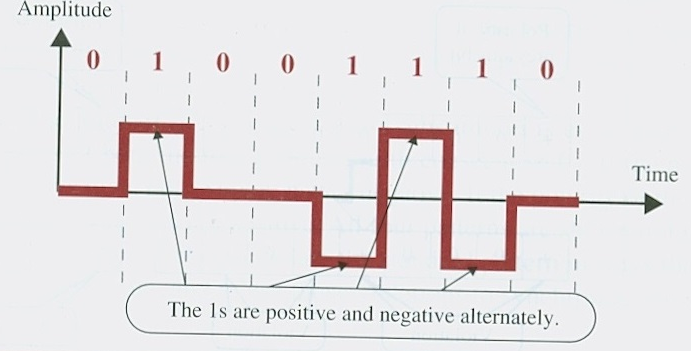 Amplitude
0 1 0 0 1 1 1 0
Time
The 1s are positive and negative alternately.